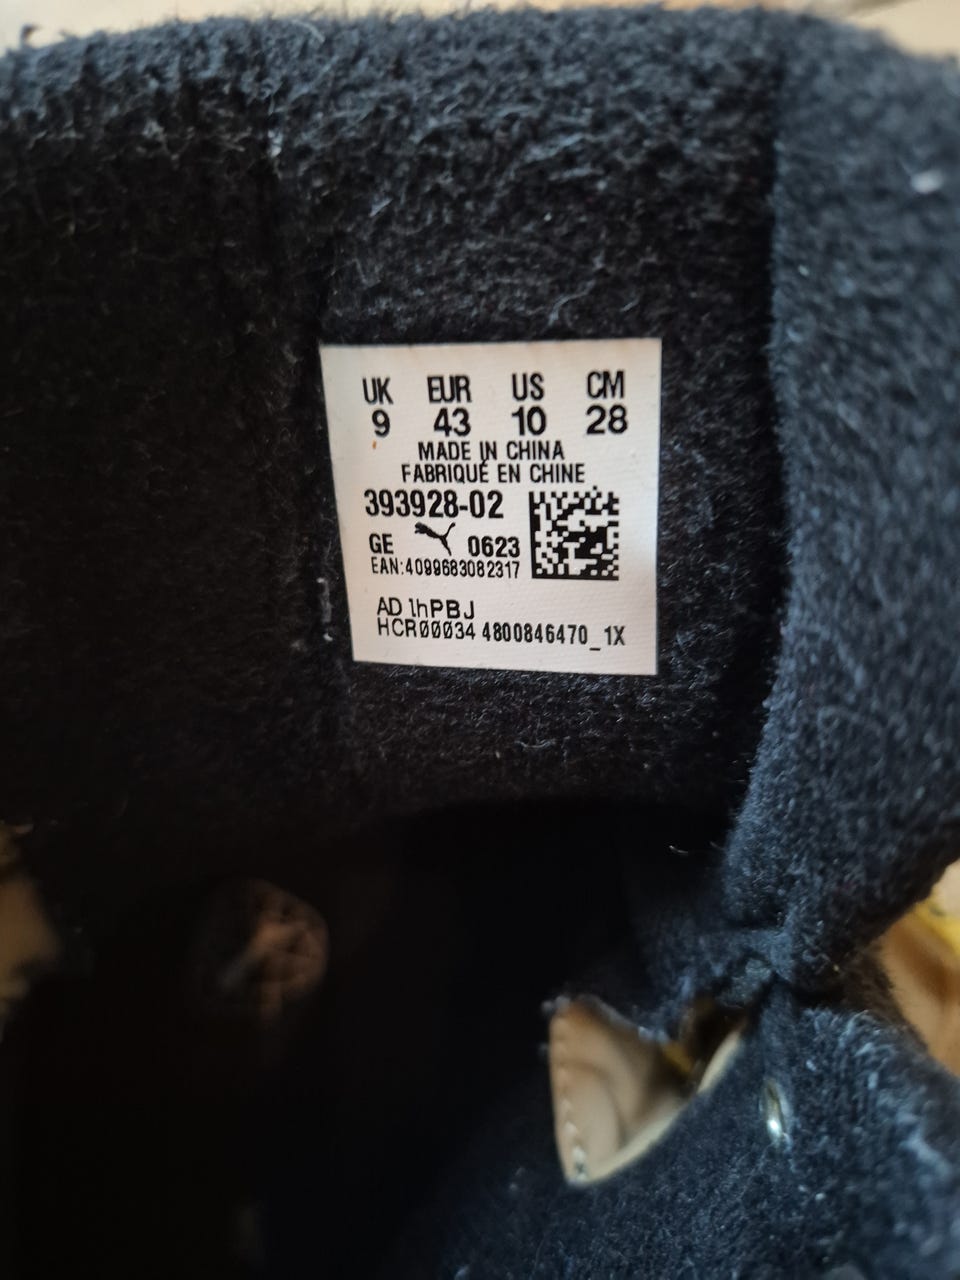 UK EUR US CM
9 43 10 28
MADE IN CHINA
FABRIQUÉ EN CHINE
393928-02
GE 0623
EAN:4099683082317
AD 1hPBJ
HCR00034 4800846470_1X